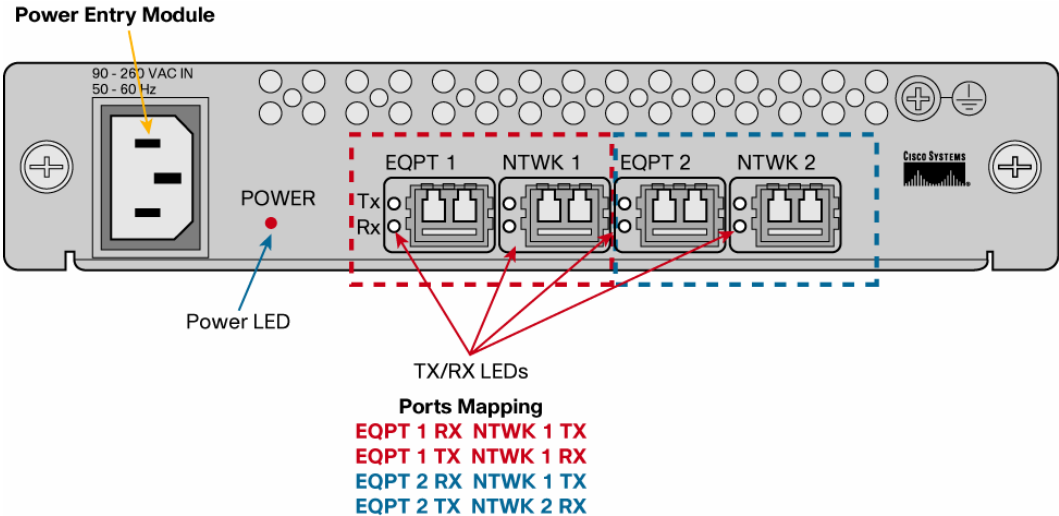 Power Entry Module
90 - 260 VAC IN
50 - 60 Hz
EQPT 1 NTWK 1 EQPT 2 NTWK 2
CISCO SYSTEMS
POWER
Tx
Rx
Power LED
TX/RX LEDs
Ports Mapping
EQPT 1 RX NTWK 1 TX
EQPT 1 TX NTWK 1 RX
EQPT 2 RX NTWK 1 TX
EQPT 2 TX NTWK 2 RX